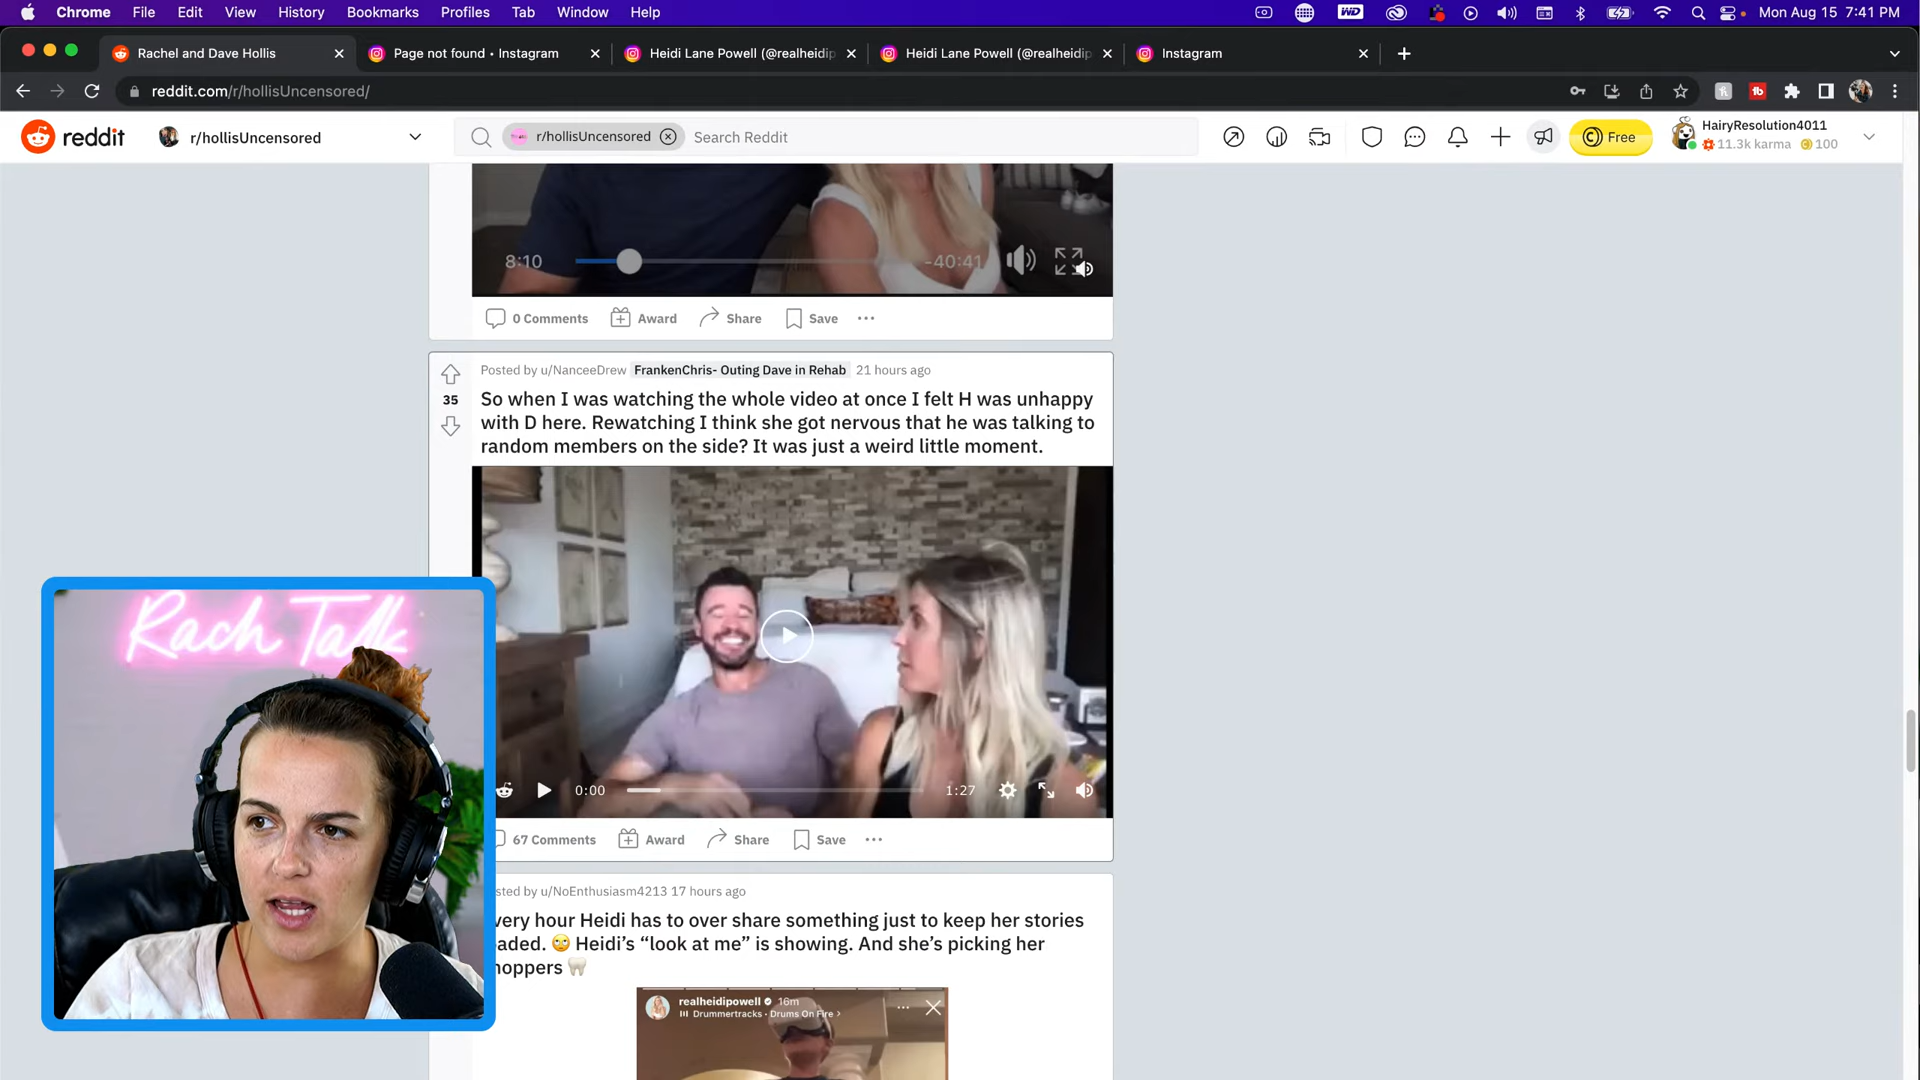 Chrome File Edit View History Bookmarks Profiles Tab Window Help
WD
Mon Aug 15 7:41 PM
Rachel and Dave Hollis
Page not found • Instagram
Heidi Lane Powell (@realheidip
Heidi Lane Powell (@realheidip
Instagram
reddit.com/r/hollisUncensored/
reddit
r/hollisUncensored
r/hollisUncensored
Search Reddit
Free
HairyResolution4011
11.3k karma 100
8:10
-40:41
0 Comments Award Share Save
Posted by u/NanceeDrew FrankenChris- Outing Dave in Rehab 21 hours ago
35
So when I was watching the whole video at once I felt H was unhappy
with D here. Rewatching I think she got nervous that he was talking to
random members on the side? It was just a weird little moment.
Rach Talk
0:00
1:27
67 Comments Award Share Save
sted by u/NoEnthusiasm4213 17 hours ago
very hour Heidi has to over share something just to keep her stories
aded. 🙄 Heidi's “look at me” is showing. And she's picking her
hoppers 🦷
realheidipowell 16m
Drummertracks • Drums On Fire >